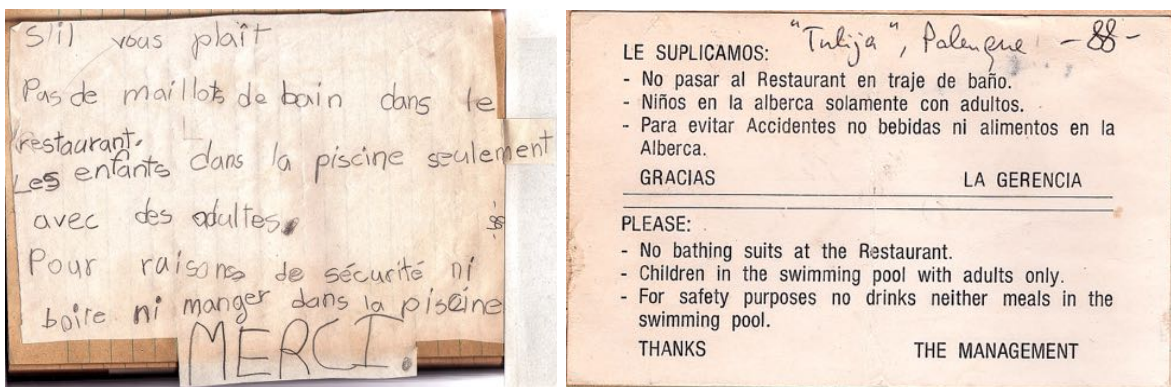 S'il vous plaît
Pas de maillots de bain dans le
restaurant.
Les enfants dans la piscine seulement
avec des adultes.
Pour raisons de sécurité ni
boire ni manger dans la piscine
MERCI.
"Tulija", Palenque -88-
LE SUPLICAMOS:
- No pasar al Restaurant en traje de baño.
- Niños en la alberca solamente con adultos.
- Para evitar Accidentes no bebidas ni alimentos en la
Alberca.
GRACIAS LA GERENCIA
PLEASE:
- No bathing suits at the Restaurant.
- Children in the swimming pool with adults only.
- For safety purposes no drinks neither meals in the
swimming pool.
THANKS THE MANAGEMENT